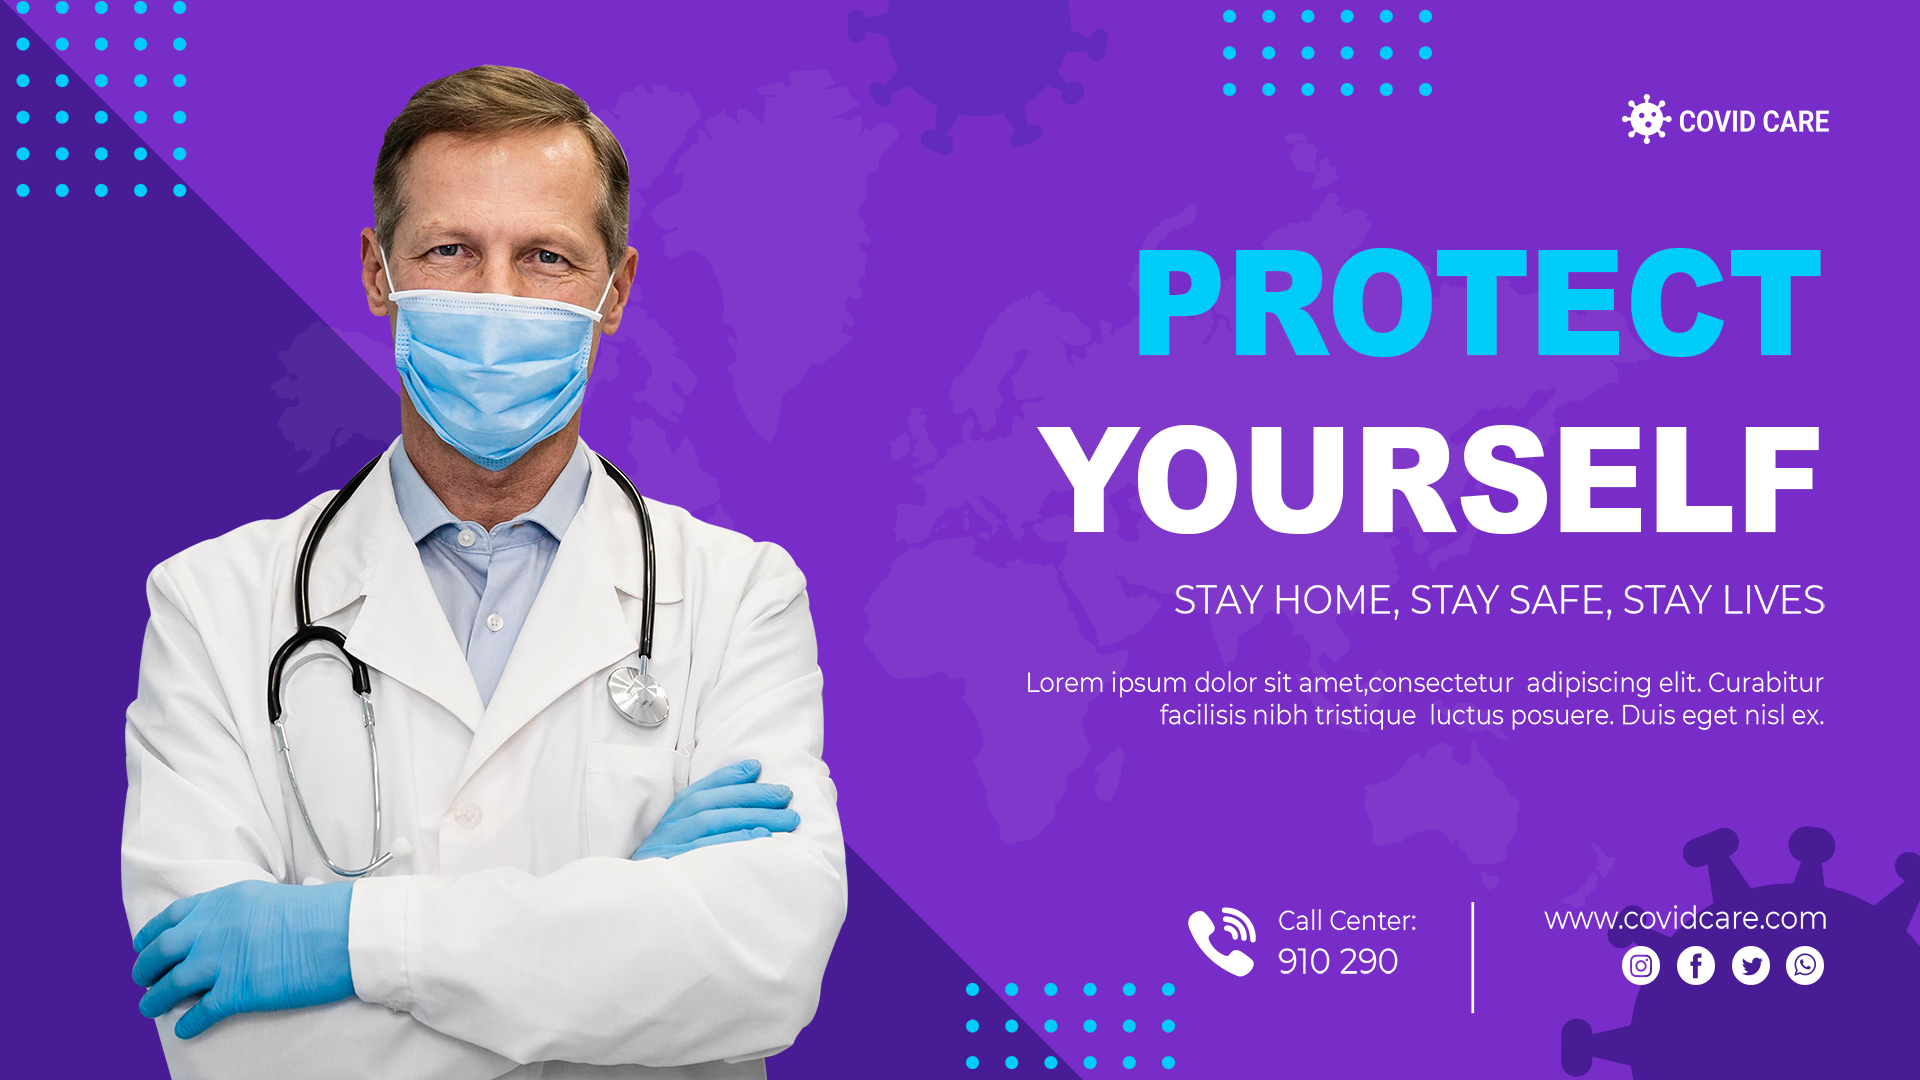 COVID CARE
PROTECT
YOURSELF
STAY HOME, STAY SAFE, STAY LIVES
Lorem ipsum dolor sit amet,consectetur  adipiscing elit. Curabitur
facilisis nibh tristique  luctus posuere. Duis eget nisl ex.
Call Center:
910 290
www.covidcare.com